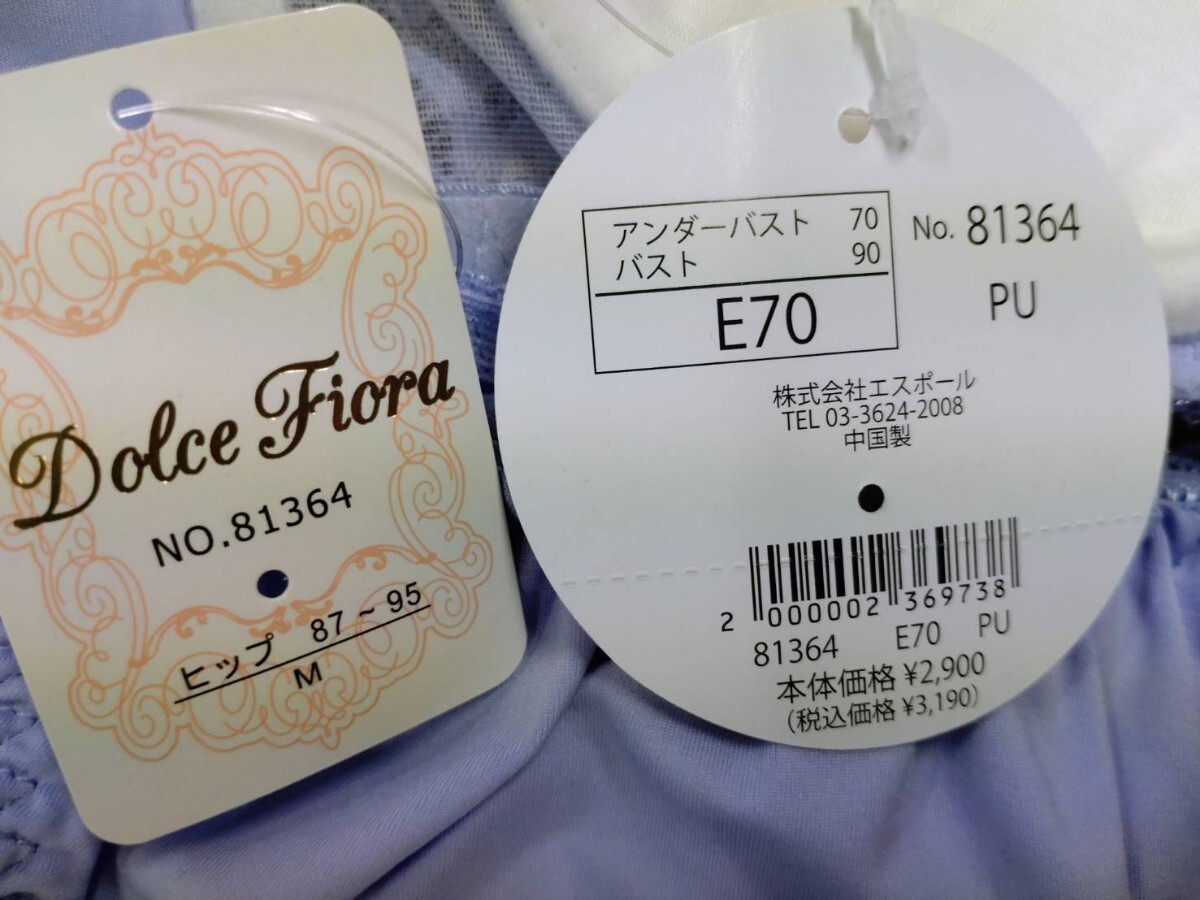 Dolce Fiora
NO.81364
ヒップ 87 ~ 95
M
アンダーバスト 70
バスト 90
E70
No. 81364
PU
株式会社エスポール
TEL 03-3624-2008
中国製
2 000002 369738
81364 E70 PU
本体価格 ¥2,900
(税込価格 ¥3,190)